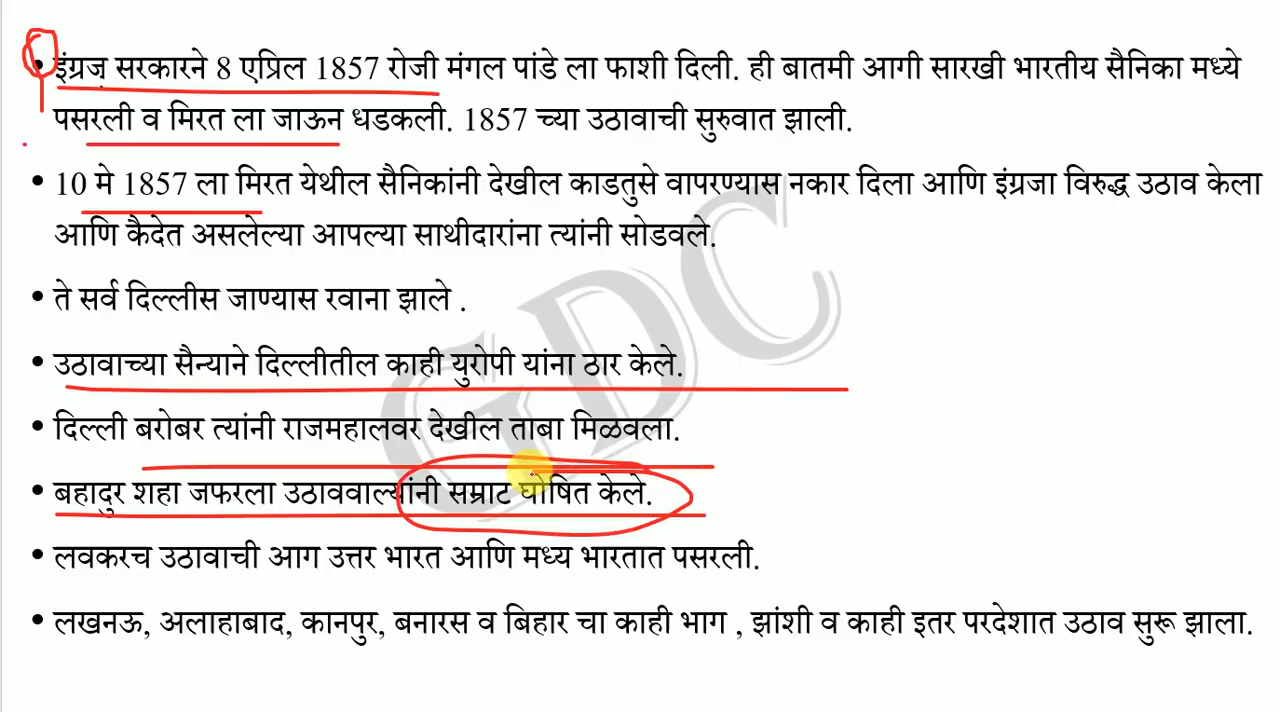 • इंग्रज सरकारने 8 एप्रिल 1857 रोजी मंगल पांडे ला फाशी दिली. ही बातमी आगी सारखी भारतीय सैनिका मध्ये
पसरली व मिरत ला जाऊन धडकली. 1857 च्या उठावाची सुरुवात झाली.
• 10 मे 1857 ला मिरत येथील सैनिकांनी देखील काडतुसे वापरण्यास नकार दिला आणि इंग्रजा विरुद्ध उठाव केला
आणि कैदेत असलेल्या आपल्या साथीदारांना त्यांनी सोडवले.
• ते सर्व दिल्लीस जाण्यास रवाना झाले .
• उठावाच्या सैन्याने दिल्लीतील काही युरोपी यांना ठार केले.
• दिल्ली बरोबर त्यांनी राजमहालवर देखील ताबा मिळवला.
• बहादुर शहा जफरला उठाववाल्यांनी सम्राट घोषित केले.
• लवकरच उठावाची आग उत्तर भारत आणि मध्य भारतात पसरली.
• लखनऊ, अलाहाबाद, कानपुर, बनारस व बिहार चा काही भाग , झांशी व काही इतर परदेशात उठाव सुरू झाला.
GDC